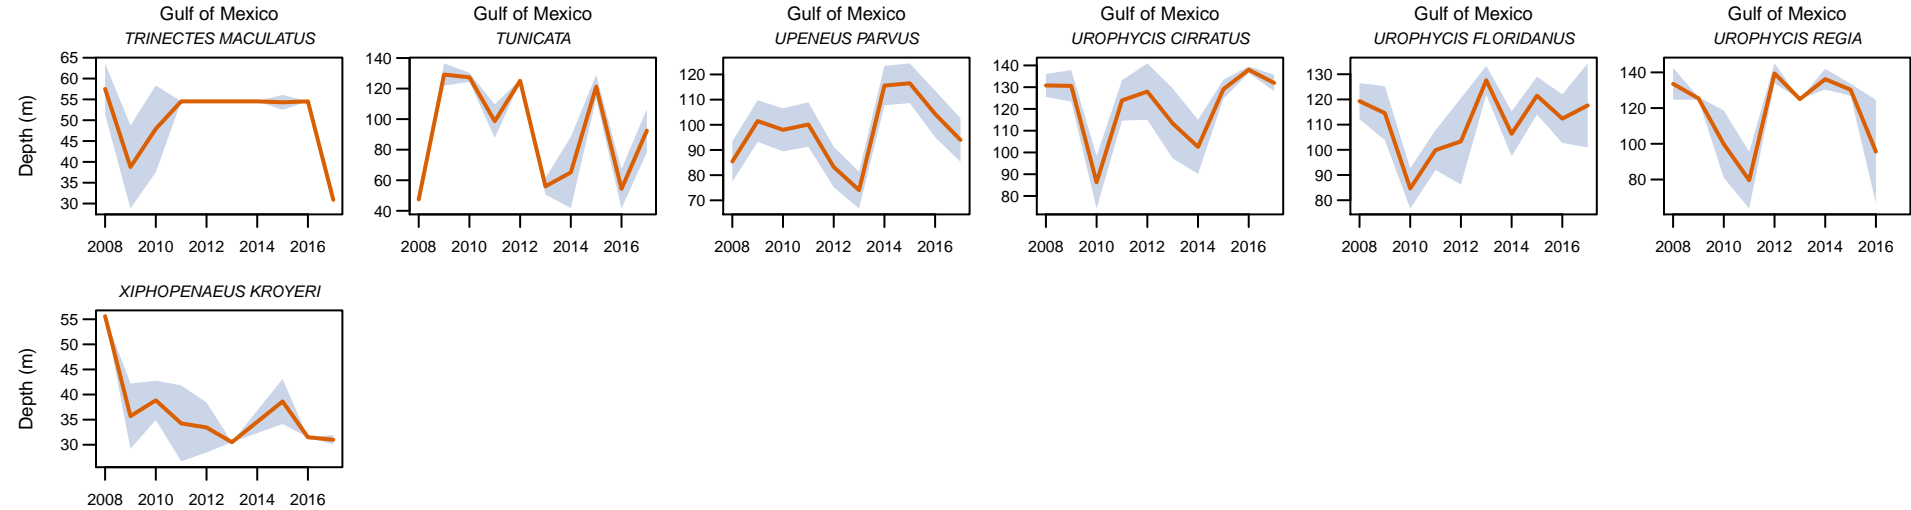 Gulf of Mexico
TRINECTES MACULATUS
Depth (m)
65
60
55
50
45
40
35
30
2008 2010 2012 2014 2016
Gulf of Mexico
TUNICATA
140
120
100
80
60
40
2008 2010 2012 2014 2016
Gulf of Mexico
UPENEUS PARVUS
120
110
100
90
80
70
2008 2010 2012 2014 2016
Gulf of Mexico
UROPHYCIS CIRRATUS
140
130
120
110
100
90
80
2008 2010 2012 2014 2016
Gulf of Mexico
UROPHYCIS FLORIDANUS
130
120
110
100
90
80
2008 2010 2012 2014 2016
Gulf of Mexico
UROPHYCIS REGIA
140
120
100
80
2008 2010 2012 2014 2016
XIPHOPENAEUS KROYERI
Depth (m)
55
50
45
40
35
30
2008 2010 2012 2014 2016